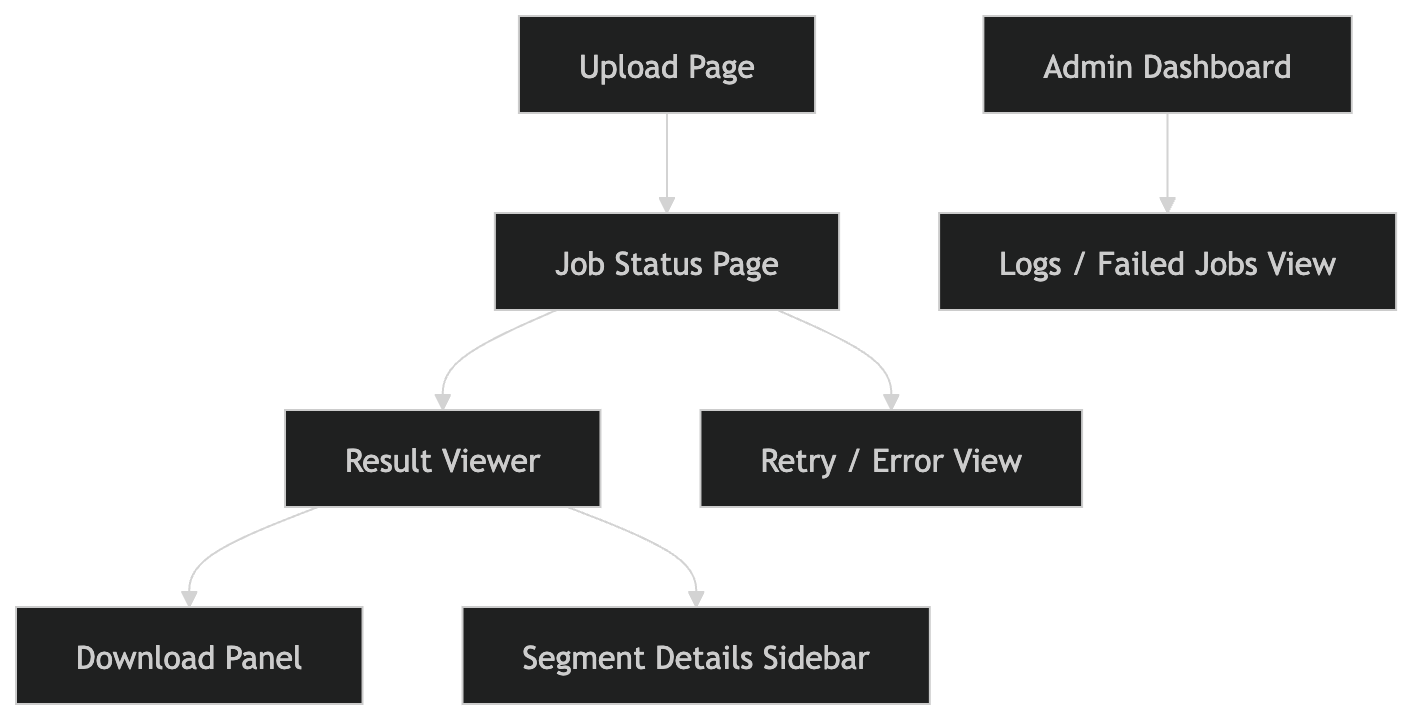 Upload Page
Admin Dashboard
Job Status Page
Logs / Failed Jobs View
Result Viewer
Retry / Error View
Download Panel
Segment Details Sidebar